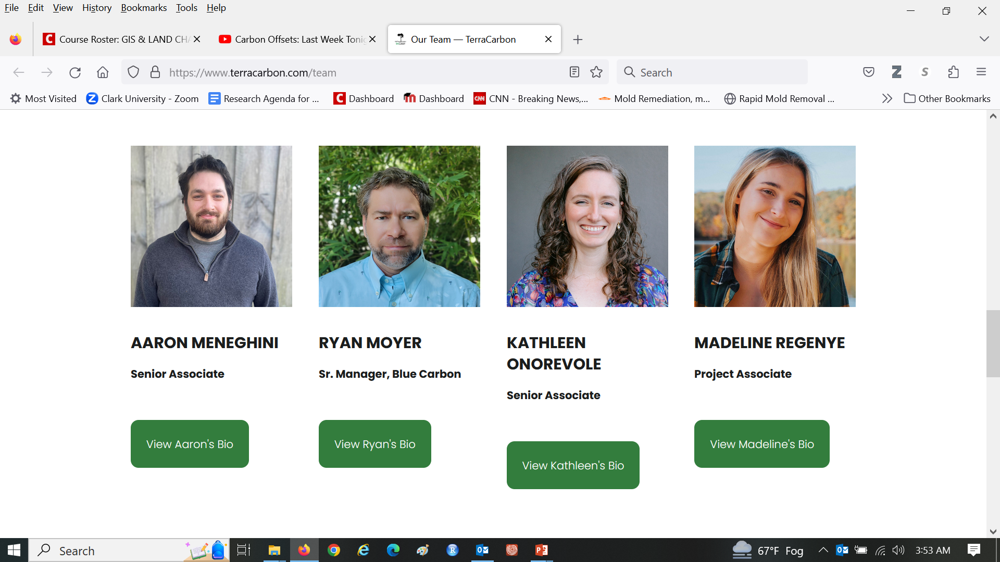 File Edit View History Bookmarks Tools Help
Course Roster: GIS & LAND CHA
Carbon Offsets: Last Week Tonig
Our Team — TerraCarbon
https://www.terracarbon.com/team
Search
Most Visited
Clark University - Zoom
Research Agenda for ...
Dashboard
Dashboard
CNN - Breaking News,...
Mold Remediation, m...
Rapid Mold Removal ...
Other Bookmarks
AARON MENEGHINI
Senior Associate
View Aaron's Bio
RYAN MOYER
Sr. Manager, Blue Carbon
View Ryan's Bio
KATHLEEN
ONOREVOLE
Senior Associate
View Kathleen's Bio
MADELINE REGENYE
Project Associate
View Madeline's Bio
Search
67°F Fog
3:53 AM